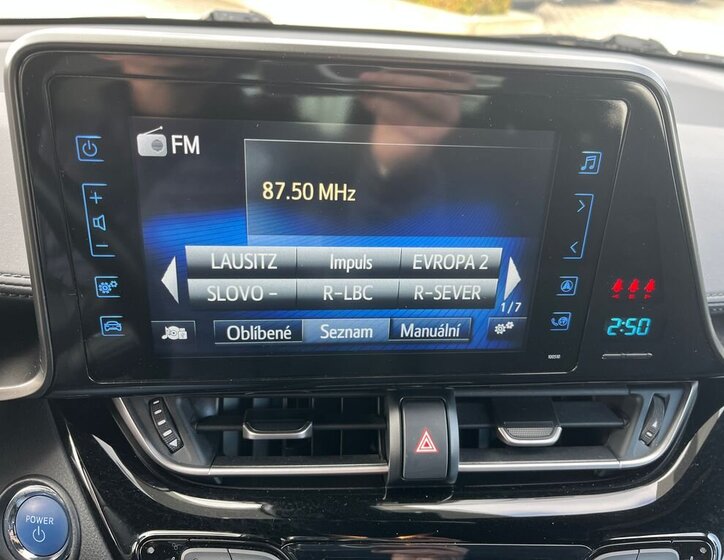 FM
87.50 MHz
LAUSITZ Impuls EVROPA 2
SLOVO - R-LBC R-SEVER
1/7
Oblíbené Seznam Manuální
100518
2:50
POWER